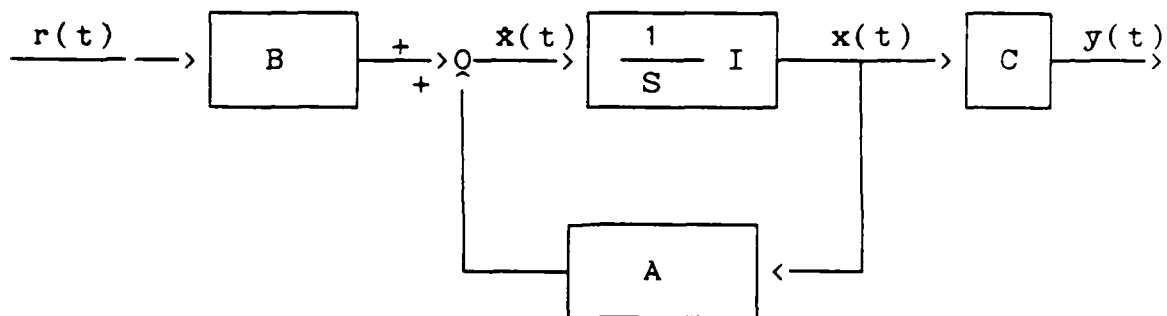 r(t) B + + ẋ(t) 1 S I x(t) C y(t)
A